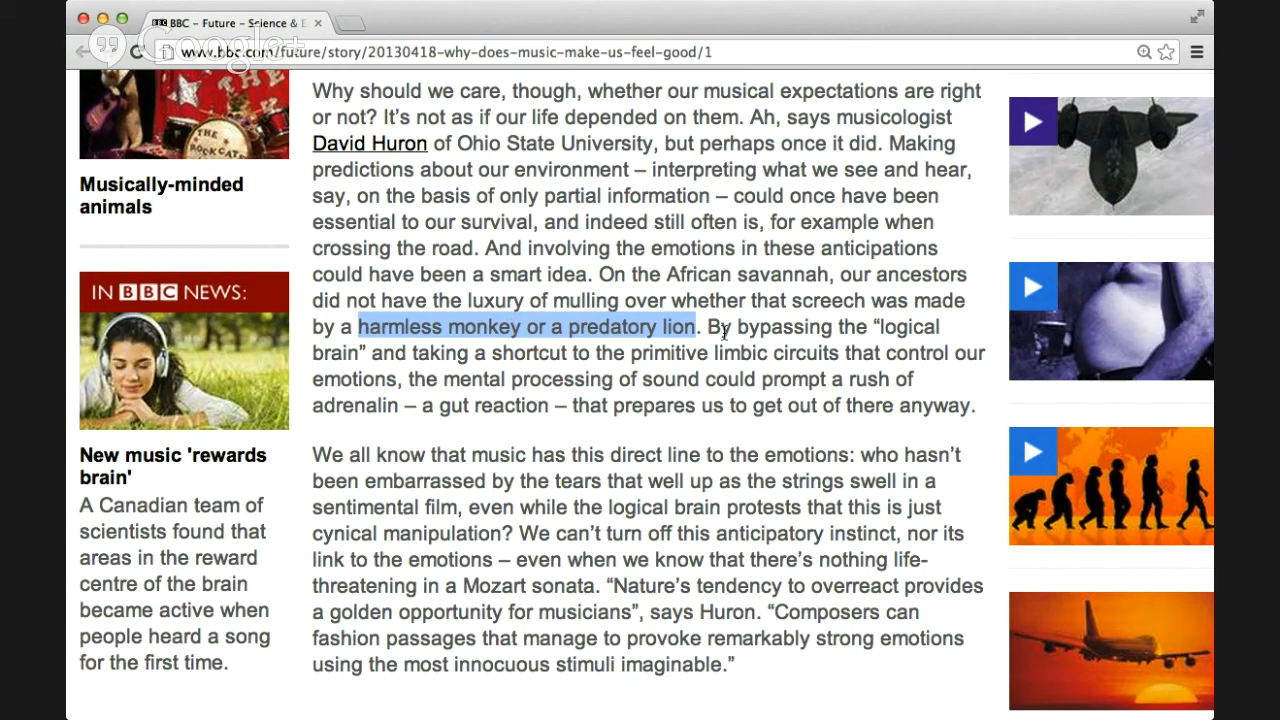 BBC – Future – Science & E
Google+
www.bbc.com/future/story/20130418-why-does-music-make-us-feel-good/1
THE
THE
ROCKCATS
Musically-minded
animals
IN BBC NEWS:
New music 'rewards
brain'
A Canadian team of
scientists found that
areas in the reward
centre of the brain
became active when
people heard a song
for the first time.
Why should we care, though, whether our musical expectations are right
or not? It’s not as if our life depended on them. Ah, says musicologist
David Huron of Ohio State University, but perhaps once it did. Making
predictions about our environment – interpreting what we see and hear,
say, on the basis of only partial information – could once have been
essential to our survival, and indeed still often is, for example when
crossing the road. And involving the emotions in these anticipations
could have been a smart idea. On the African savannah, our ancestors
did not have the luxury of mulling over whether that screech was made
by a harmless monkey or a predatory lion. By bypassing the “logical
brain” and taking a shortcut to the primitive limbic circuits that control our
emotions, the mental processing of sound could prompt a rush of
adrenalin – a gut reaction – that prepares us to get out of there anyway.
We all know that music has this direct line to the emotions: who hasn’t
been embarrassed by the tears that well up as the strings swell in a
sentimental film, even while the logical brain protests that this is just
cynical manipulation? We can’t turn off this anticipatory instinct, nor its
link to the emotions – even when we know that there’s nothing life-
threatening in a Mozart sonata. “Nature’s tendency to overreact provides
a golden opportunity for musicians”, says Huron. “Composers can
fashion passages that manage to provoke remarkably strong emotions
using the most innocuous stimuli imaginable.”